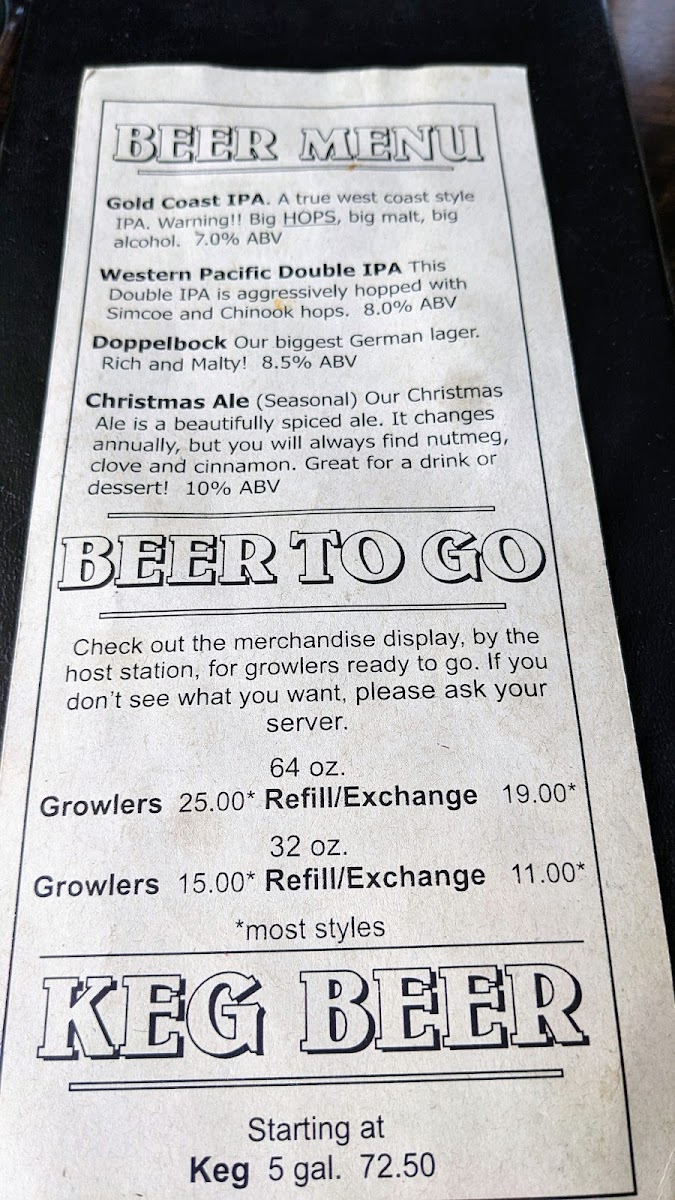 BEER MENU
Gold Coast IPA. A true west coast style
IPA. Warning!! Big HOPS, big malt, big
alcohol. 7.0% ABV
Western Pacific Double IPA This
Double IPA is aggressively hopped with
Simcoe and Chinook hops. 8.0% ABV
Doppelbock Our biggest German lager.
Rich and Malty! 8.5% ABV
Christmas Ale (Seasonal) Our Christmas
Ale is a beautifully spiced ale. It changes
annually, but you will always find nutmeg,
clove and cinnamon. Great for a drink or
dessert! 10% ABV
BEER TO GO
Check out the merchandise display, by the
host station, for growlers ready to go. If you
don't see what you want, please ask your
server.
64 oz.
Growlers 25.00* Refill/Exchange 19.00*
32 oz.
Growlers 15.00* Refill/Exchange 11.00*
*most styles
KEG BEER
Starting at
Keg 5 gal. 72.50